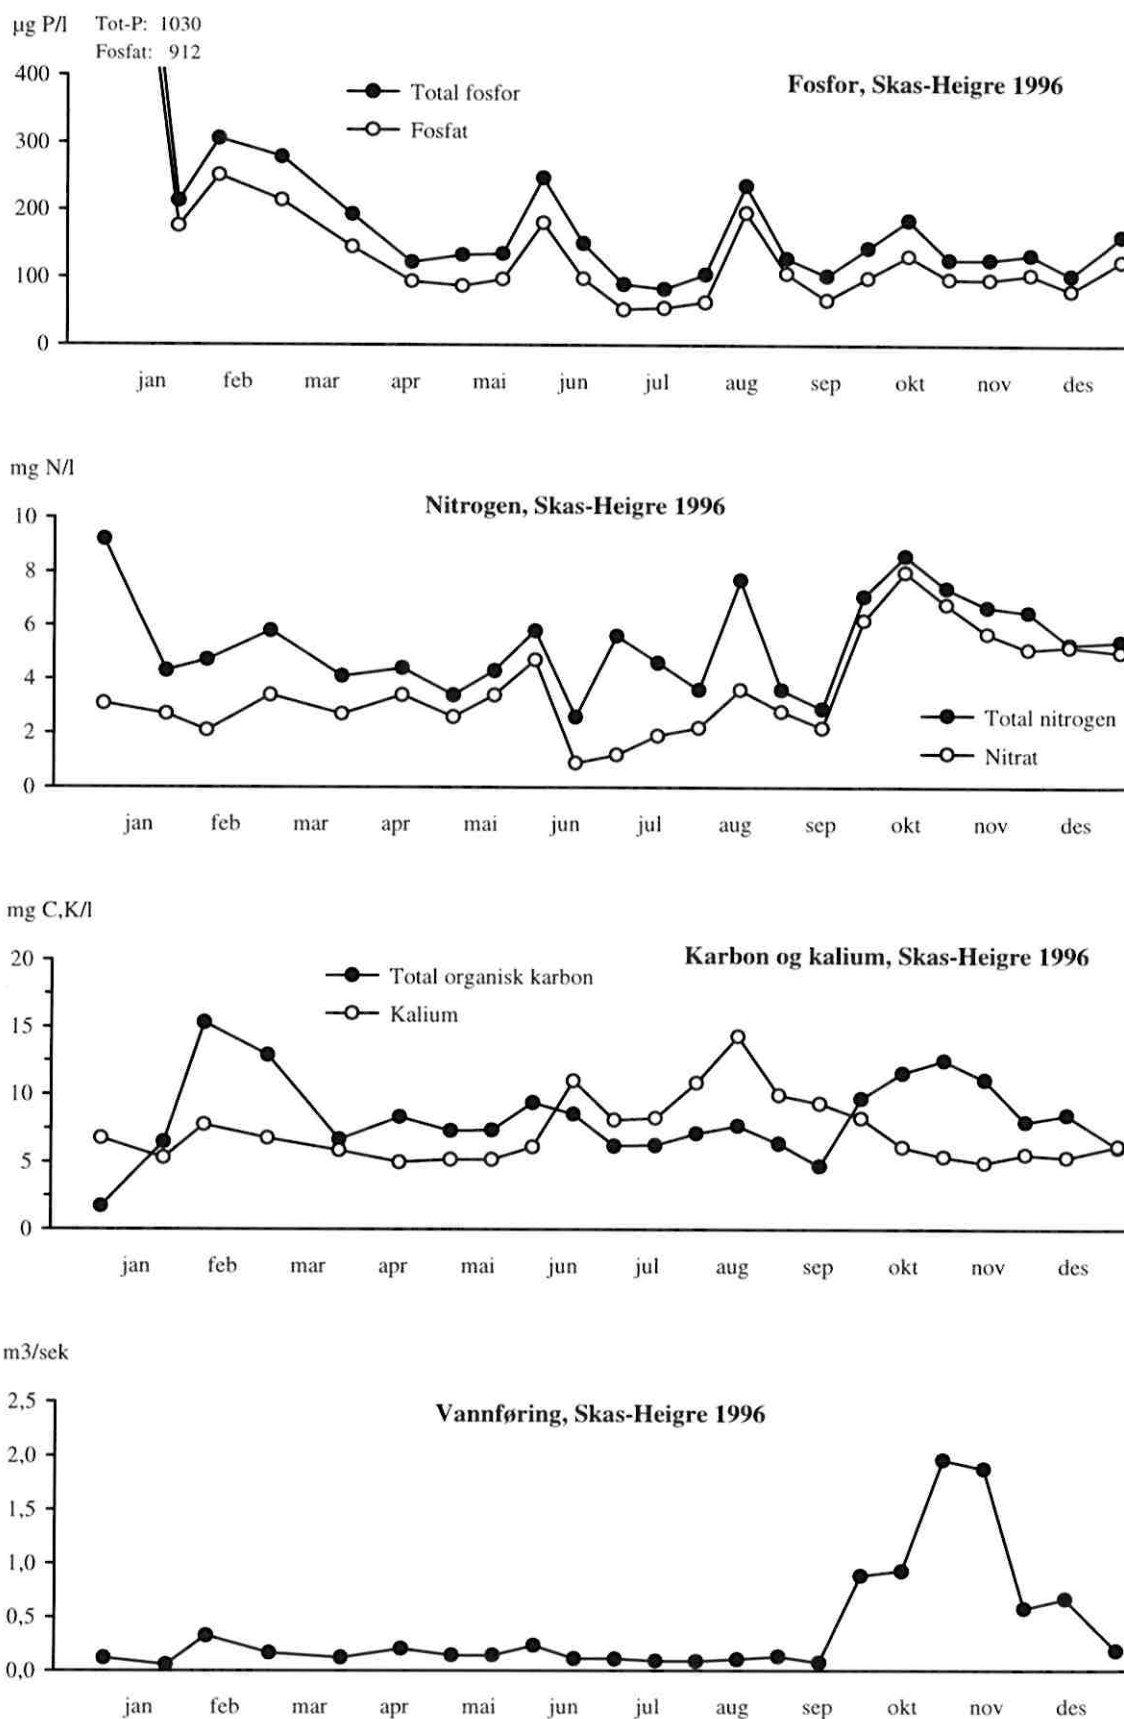 µg P/l Tot-P: 1030
Fosfat: 912
400
Total fosfor
Fosfor, Skas-Heigre 1996
300
Fosfat
200
100
0
jan feb mar apr mai jun jul aug sep okt nov des
mg N/l
Nitrogen, Skas-Heigre 1996
10
8
6
4
2
Total nitrogen
0
Nitrat
jan feb mar apr mai jun jul aug sep okt nov des
mg C,K/l
20
Total organisk karbon
Karbon og kalium, Skas-Heigre 1996
15
Kalium
10
5
0
jan feb mar apr mai jun jul aug sep okt nov des
m3/sek
2,5
Vannføring, Skas-Heigre 1996
2,0
1,5
1,0
0,5
0,0
jan feb mar apr mai jun jul aug sep okt nov des